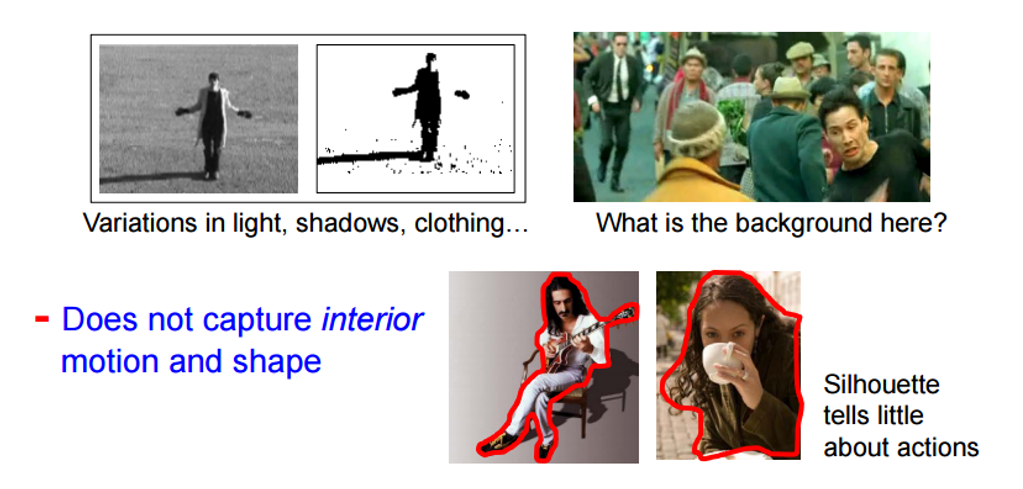 Variations in light, shadows, clothing…
What is the background here?
- Does not capture interior
motion and shape
Silhouette
tells little
about actions